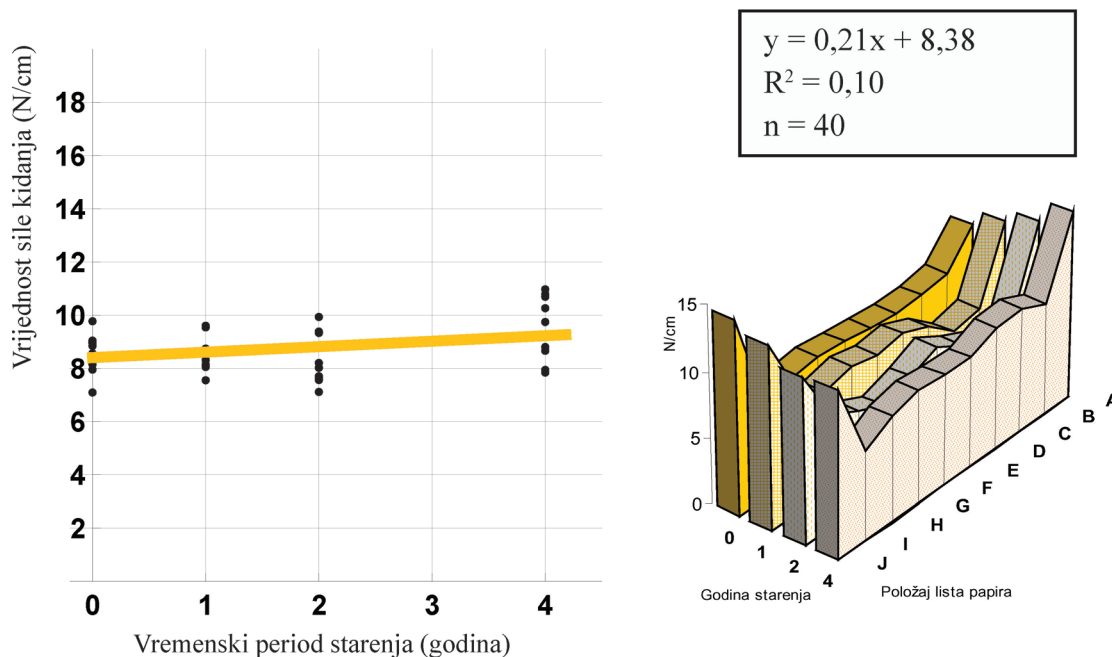 Vrijednost sile kidanja (N/cm)
18
16
14
12
10
8
6
4
2
0 1 2 3 4
Vremenski period starenja (godina)
y = 0,21x + 8,38
R² = 0,10
n = 40
N/cm
15
10
5
0
0 1 2 4
Godina starenja
J I H G F E D C B A
Položaj lista papira